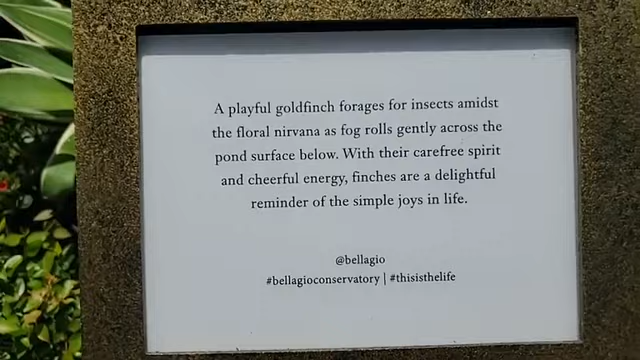 A playful goldfinch forages for insects amidst
the floral nirvana as fog rolls gently across the
pond surface below. With their carefree spirit
and cheerful energy, finches are a delightful
reminder of the simple joys in life.
@bellagio
#bellagioconservatory | #thisisthelife